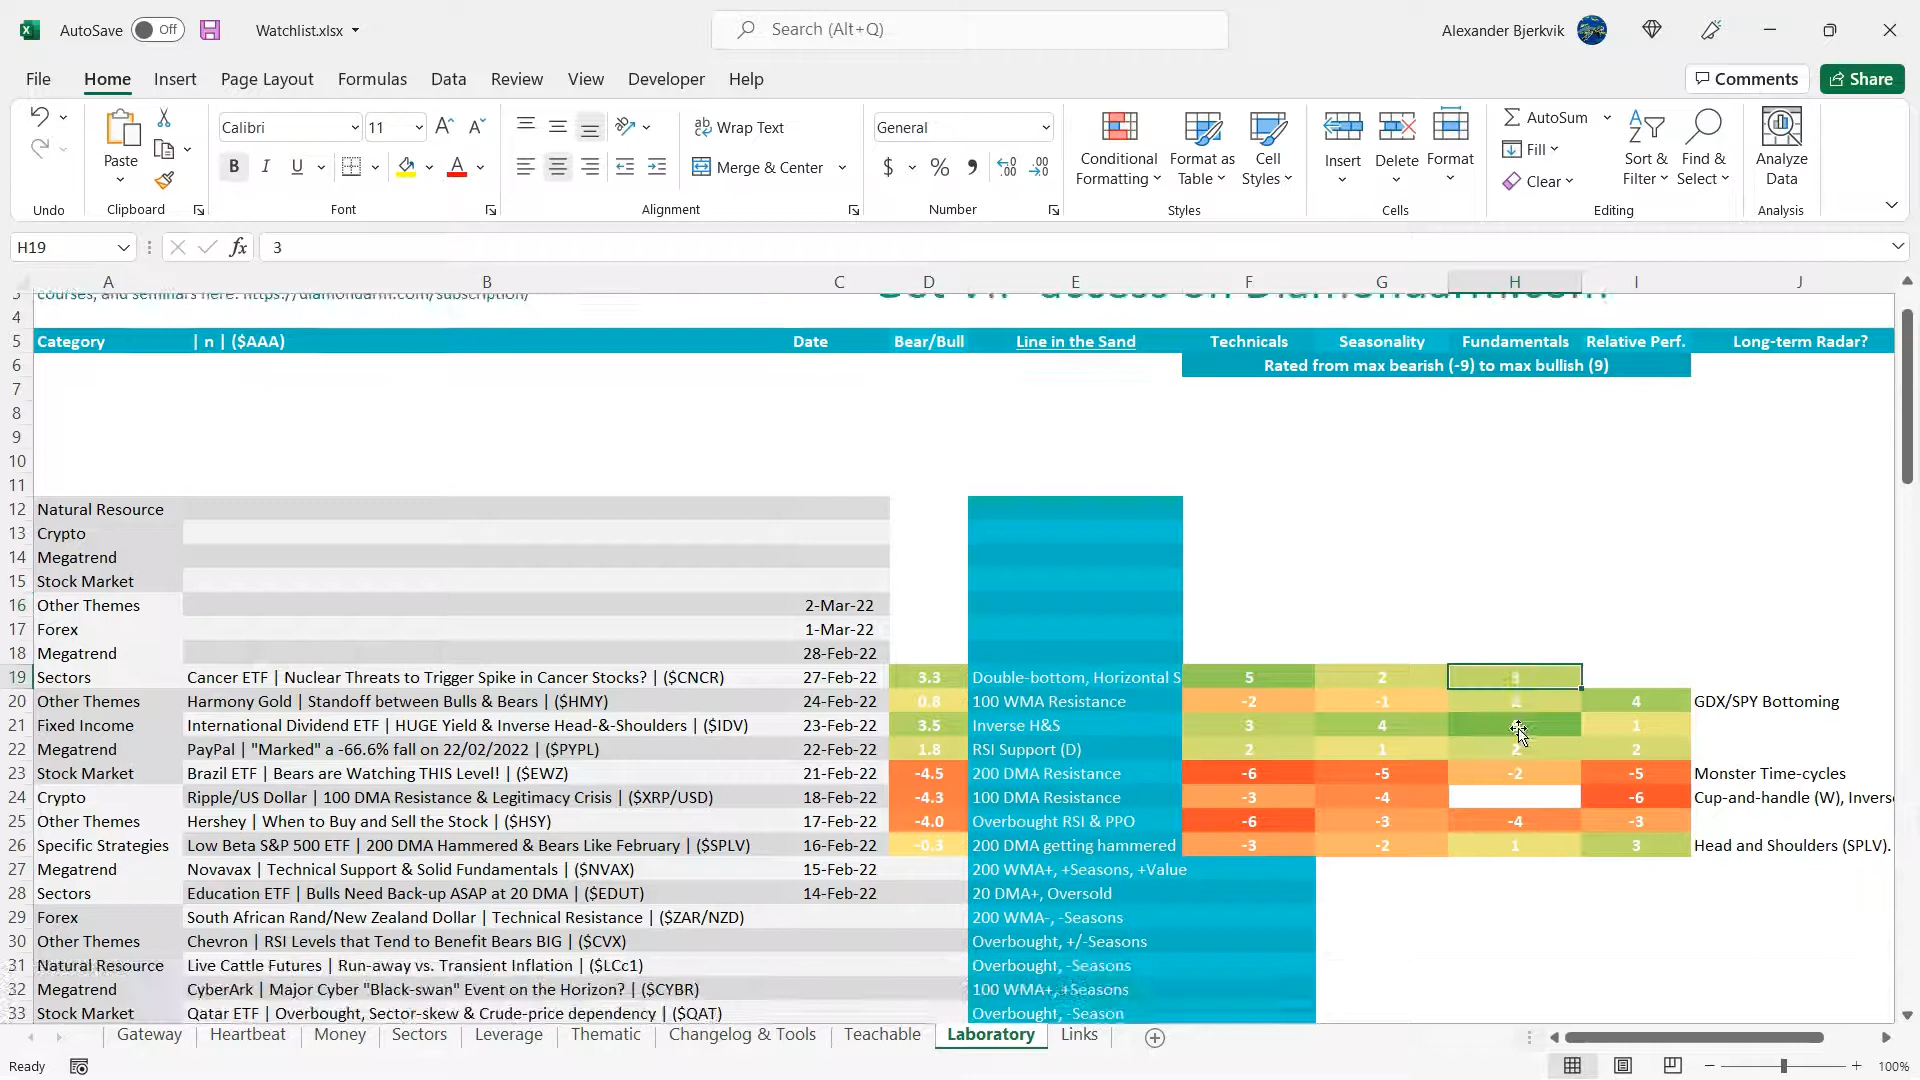 AutoSave Off Watchlist.xlsx Search (Alt+Q) Alexander Bjerkvik
File Home Insert Page Layout Formulas Data Review View Developer Help Comments Share
Calibri 11 Wrap Text General AutoSum
Paste B I U Merge & Center $ % Conditional Formatting Format as Table Cell Styles Insert Delete Format Fill Clear Sort & Filter Find & Select Analyze Data
Undo Clipboard Font Alignment Number Styles Cells Editing Analysis
H19 fx 3
A B C D E F G H I J
courses, and seminars here: https://diamondarm.com/subscription/
4
5 Category | n | ($AAA) Date Bear/Bull Line in the Sand Technicals Seasonality Fundamentals Relative Perf. Long-term Radar?
6 Rated from max bearish (-9) to max bullish (9)
7
8
9
10
11
12 Natural Resource
13 Crypto
14 Megatrend
15 Stock Market
16 Other Themes 2-Mar-22
17 Forex 1-Mar-22
18 Megatrend 28-Feb-22
19 Sectors Cancer ETF | Nuclear Threats to Trigger Spike in Cancer Stocks? | ($CNCR) 27-Feb-22 3.3 Double-bottom, Horizontal S 5 2 3
20 Other Themes Harmony Gold | Standoff between Bulls & Bears | ($HMY) 24-Feb-22 0.8 100 WMA Resistance -2 -1 4 GDX/SPY Bottoming
21 Fixed Income International Dividend ETF | HUGE Yield & Inverse Head-&-Shoulders | ($IDV) 23-Feb-22 3.5 Inverse H&S 3 4 1
22 Megatrend PayPal | "Marked" a -66.6% fall on 22/02/2022 | ($PYPL) 22-Feb-22 1.8 RSI Support (D) 2 1 2 2
23 Stock Market Brazil ETF | Bears are Watching THIS Level! | ($EWZ) 21-Feb-22 -4.5 200 DMA Resistance -6 -5 -2 -5 Monster Time-cycles
24 Crypto Ripple/US Dollar | 100 DMA Resistance & Legitimacy Crisis | ($XRP/USD) 18-Feb-22 -4.3 100 DMA Resistance -3 -4 -6 Cup-and-handle (W), Invers
25 Other Themes Hershey | When to Buy and Sell the Stock | ($HSY) 17-Feb-22 -4.0 Overbought RSI & PPO -6 -3 -4 -3
26 Specific Strategies Low Beta S&P 500 ETF | 200 DMA Hammered & Bears Like February | ($SPLV) 16-Feb-22 -0.3 200 DMA getting hammered -3 -2 1 3 Head and Shoulders (SPLV).
27 Megatrend Novavax | Technical Support & Solid Fundamentals | ($NVAX) 15-Feb-22 200 WMA+, +Seasons, +Value
28 Sectors Education ETF | Bulls Need Back-up ASAP at 20 DMA | ($EDUT) 14-Feb-22 20 DMA+, Oversold
29 Forex South African Rand/New Zealand Dollar | Technical Resistance | ($ZAR/NZD) 200 WMA-, -Seasons
30 Other Themes Chevron | RSI Levels that Tend to Benefit Bears BIG | ($CVX) Overbought, +/-Seasons
31 Natural Resource Live Cattle Futures | Run-away vs. Transient Inflation | ($LCc1) Overbought, -Seasons
32 Megatrend CyberArk | Major Cyber "Black-swan" Event on the Horizon? | ($CYBR) 100 WMA+, +Seasons
33 Stock Market Qatar ETF | Overbought, Sector-skew & Crude-price dependency | ($QAT) Overbought, -Season
Gateway Heartbeat Money Sectors Leverage Thematic Changelog & Tools Teachable Laboratory Links
Ready 100%